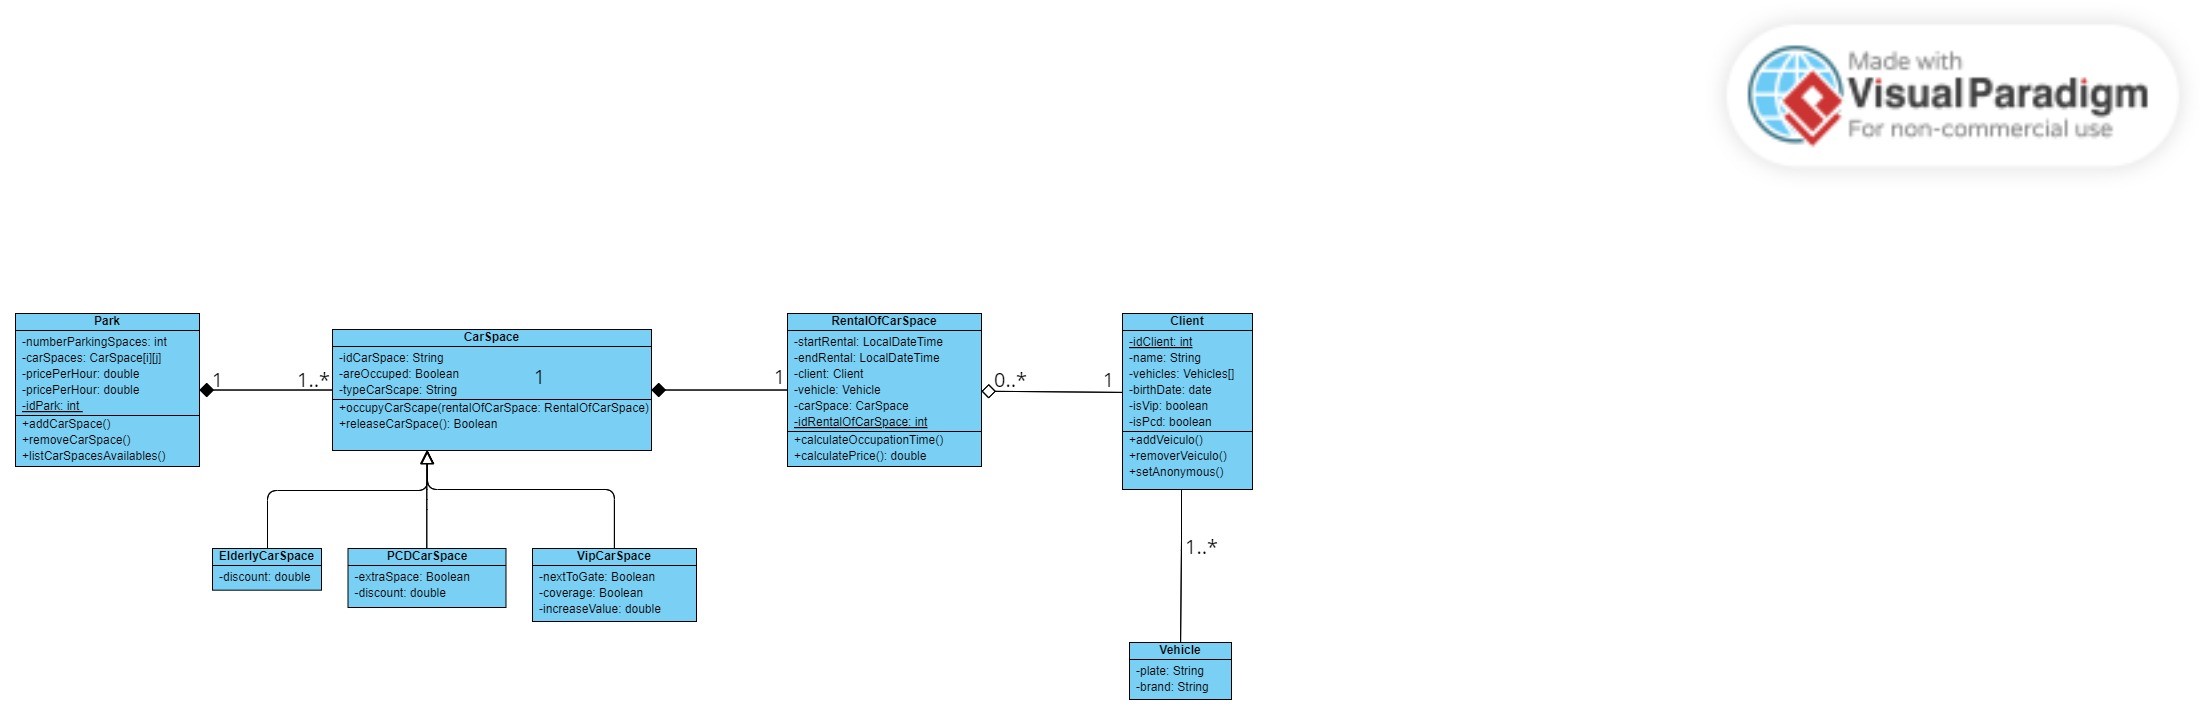 Made with
Visual Paradigm
For non-commercial use
Park
-numberParkingSpaces: int
-carSpaces: CarSpace[i][j]
-pricePerHour: double
-pricePerHour: double
-idPark: int
+addCarSpace()
+removeCarSpace()
+listCarSpacesAvailables()
1
1..*
CarSpace
-idCarSpace: String
-areOccuped: Boolean
-typeCarScape: String
1
+occupyCarScape(rentalOfCarSpace: RentalOfCarSpace)
+releaseCarSpace(): Boolean
1
RentalOfCarSpace
-startRental: LocalDateTime
-endRental: LocalDateTime
-client: Client
-vehicle: Vehicle
-carSpace: CarSpace
-idRentalOfCarSpace: int
+calculateOccupationTime()
+calculatePrice(): double
0..*
1
Client
-idClient: int
-name: String
-vehicles: Vehicles[]
-birthDate: date
-isVip: boolean
-isPcd: boolean
+addVeiculo()
+removerVeiculo()
+setAnonymous()
1..*
ElderlyCarSpace
-discount: double
PCDCarSpace
-extraSpace: Boolean
-discount: double
VipCarSpace
-nextToGate: Boolean
-coverage: Boolean
-increaseValue: double
Vehicle
-plate: String
-brand: String